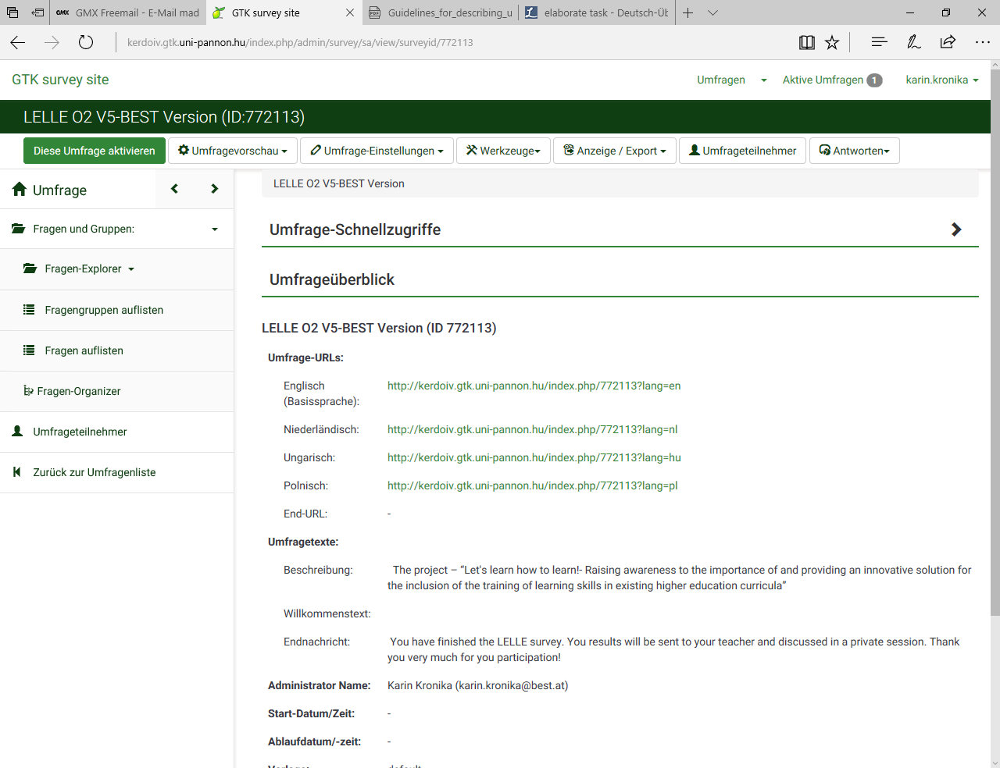 GMX GMX Freemail - E-Mail mad
GTK survey site
PDF Guidelines_for_describing_u
L elaborate task - Deutsch-Üb
kerdoiv.gtk.uni-pannon.hu/index.php/admin/survey/sa/view/surveyid/772113
GTK survey site
Umfragen
Aktive Umfragen 1
karin.kronika
LELLE O2 V5-BEST Version (ID:772113)
Diese Umfrage aktivieren
Umfragevorschau
Umfrage-Einstellungen
Werkzeuge
Anzeige / Export
Umfrageteilnehmer
Antworten
Umfrage
Fragen und Gruppen:
Fragen-Explorer
Fragengruppen auflisten
Fragen auflisten
Fragen-Organizer
Umfrageteilnehmer
Zurück zur Umfragenliste
LELLE O2 V5-BEST Version
Umfrage-Schnellzugriffe
Umfrageüberblick
LELLE O2 V5-BEST Version (ID 772113)
Umfrage-URLs:
Englisch
(Basissprache):
http://kerdoiv.gtk.uni-pannon.hu/index.php/772113?lang=en
Niederländisch:
http://kerdoiv.gtk.uni-pannon.hu/index.php/772113?lang=nl
Ungarisch:
http://kerdoiv.gtk.uni-pannon.hu/index.php/772113?lang=hu
Polnisch:
http://kerdoiv.gtk.uni-pannon.hu/index.php/772113?lang=pl
End-URL:
-
Umfragetexte:
Beschreibung:
The project – “Let's learn how to learn!- Raising awareness to the importance of and providing an innovative solution for
the inclusion of the training of learning skills in existing higher education curricula”
Willkommenstext:
Endnachricht:
You have finished the LELLE survey. You results will be sent to your teacher and discussed in a private session. Thank
you very much for you participation!
Administrator Name:
Karin Kronika (karin.kronika@best.at)
Start-Datum/Zeit:
-
Ablaufdatum/-zeit:
-
Vorlage:
default